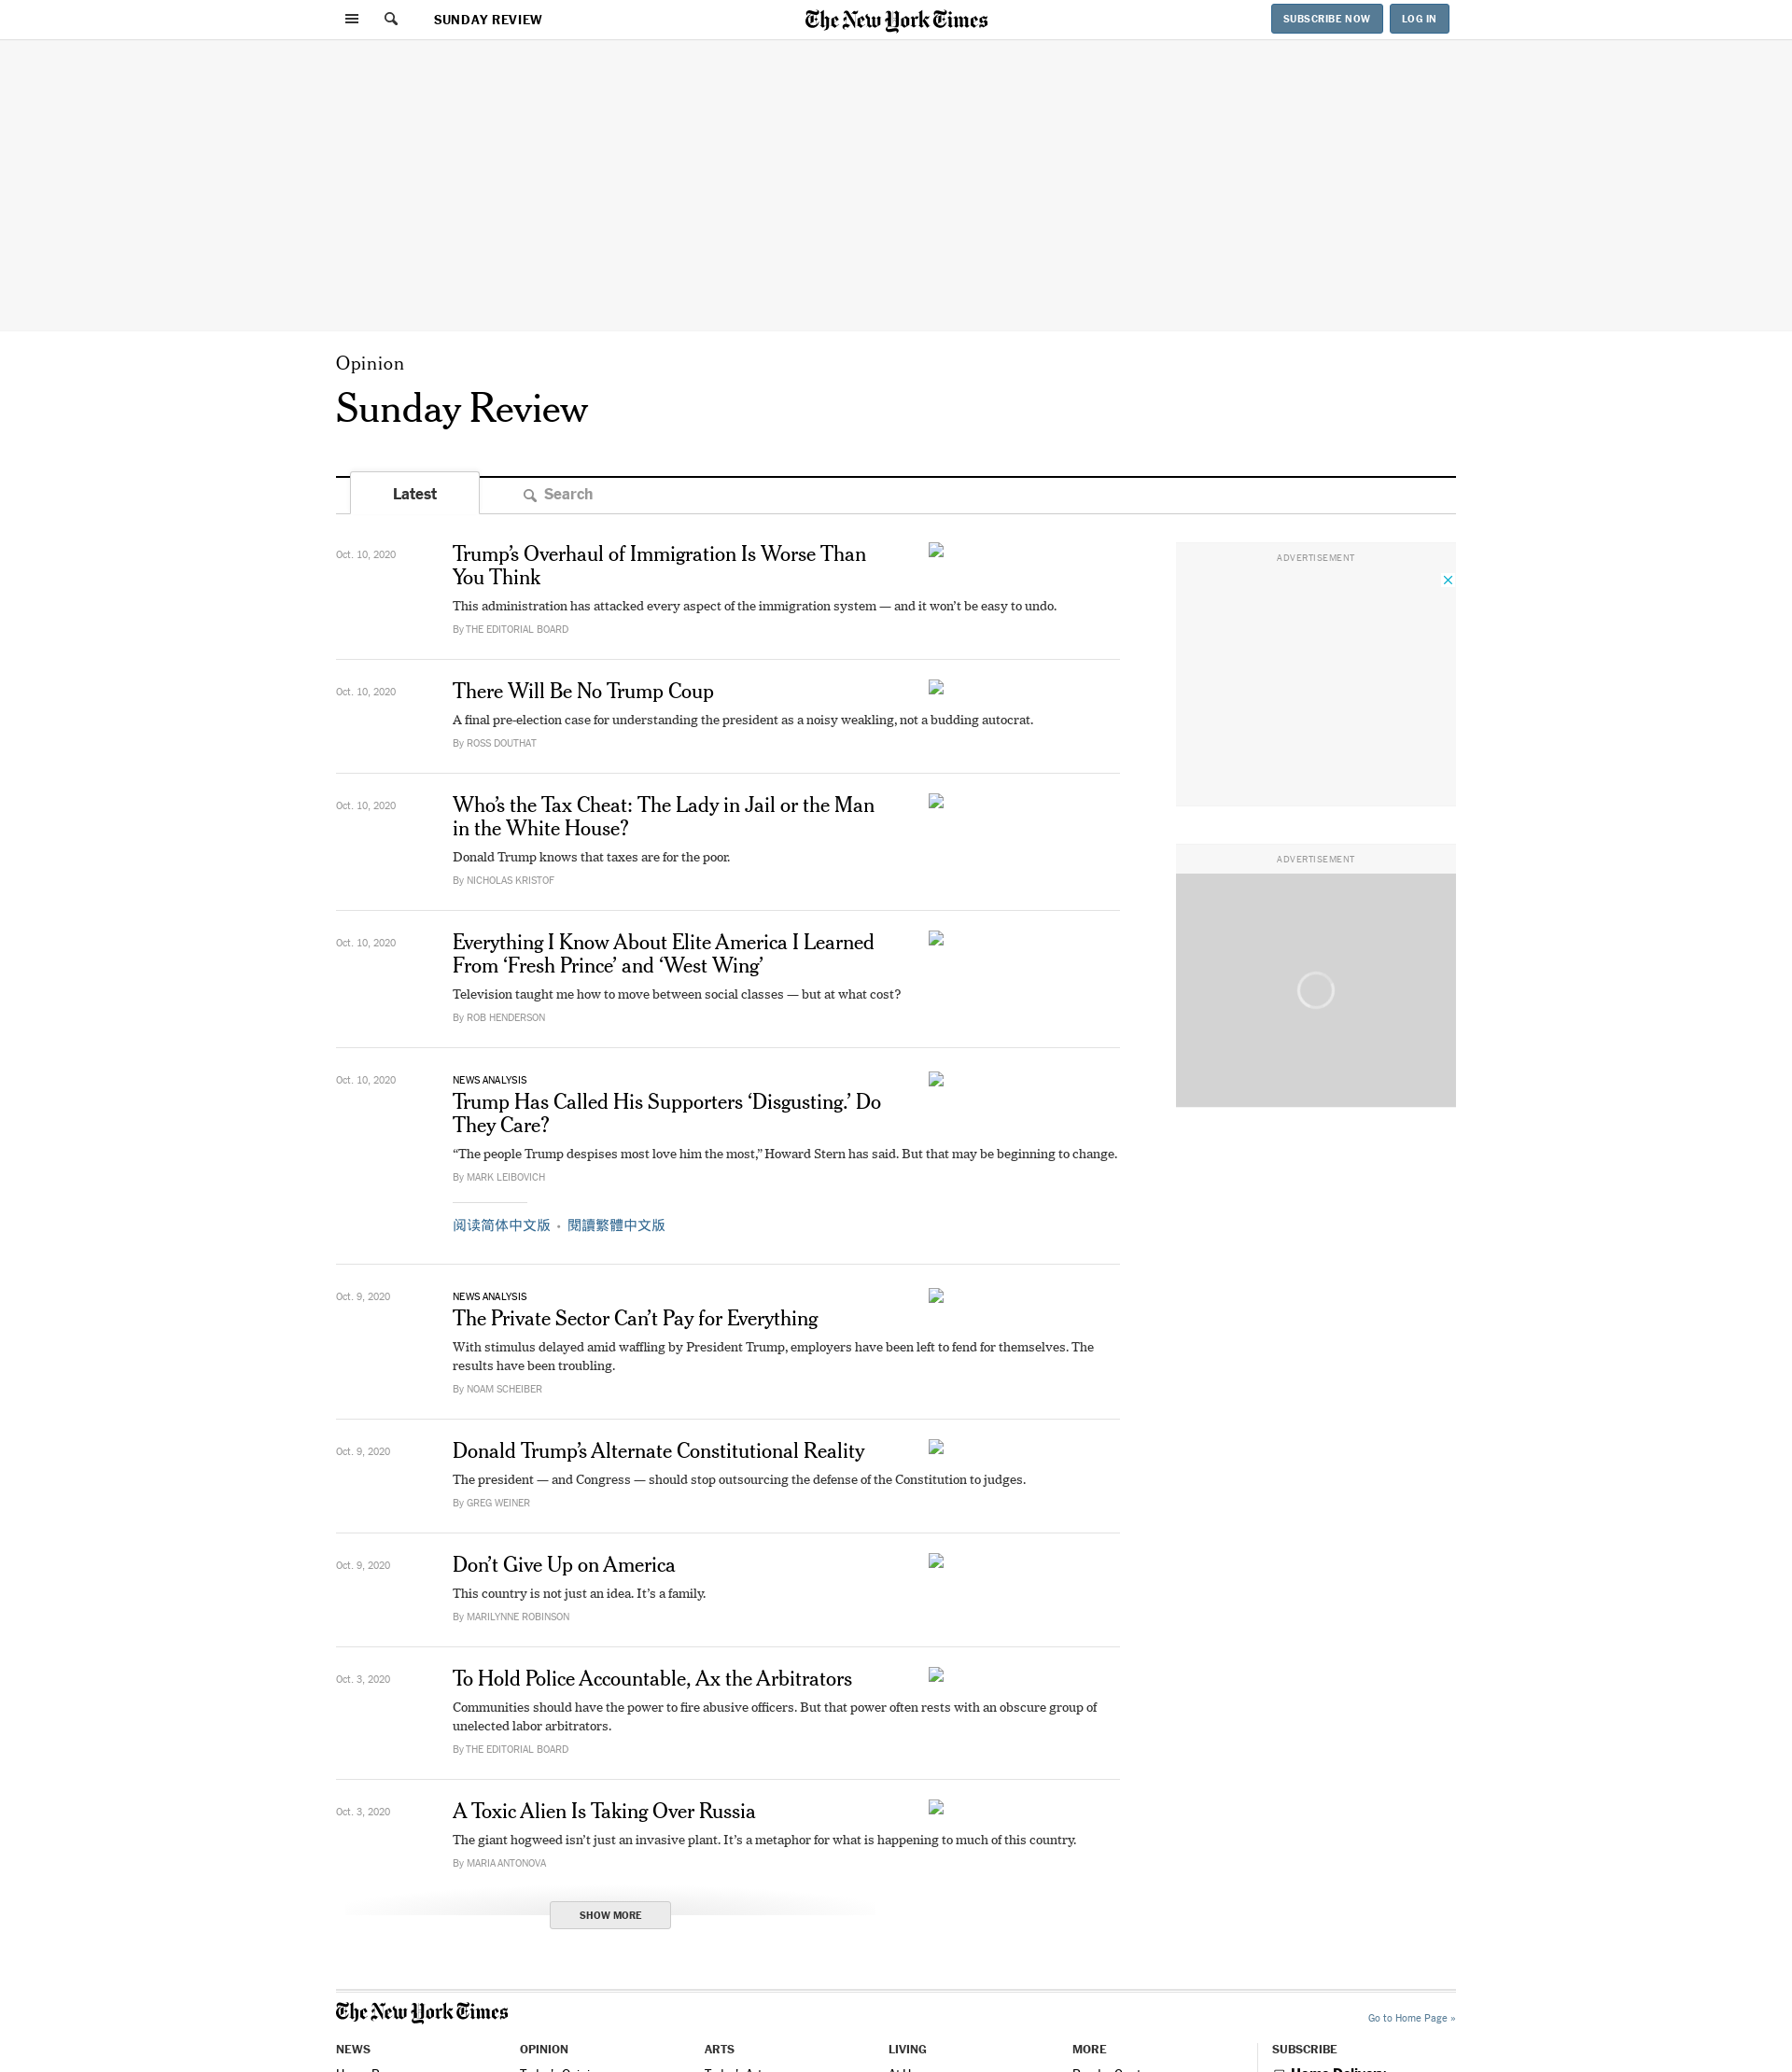 SUNDAY REVIEW
The New York Times
SUBSCRIBE NOW
LOG IN
Opinion
Sunday Review
Latest
Search
Oct. 10, 2020
Trump’s Overhaul of Immigration Is Worse Than
You Think
This administration has attacked every aspect of the immigration system — and it won’t be easy to undo.
By THE EDITORIAL BOARD
ADVERTISEMENT
Oct. 10, 2020
There Will Be No Trump Coup
A final pre-election case for understanding the president as a noisy weakling, not a budding autocrat.
By ROSS DOUTHAT
Oct. 10, 2020
Who’s the Tax Cheat: The Lady in Jail or the Man
in the White House?
Donald Trump knows that taxes are for the poor.
By NICHOLAS KRISTOF
ADVERTISEMENT
Oct. 10, 2020
Everything I Know About Elite America I Learned
From ‘Fresh Prince’ and ‘West Wing’
Television taught me how to move between social classes — but at what cost?
By ROB HENDERSON
Oct. 10, 2020
NEWS ANALYSIS
Trump Has Called His Supporters ‘Disgusting.’ Do
They Care?
“The people Trump despises most love him the most,” Howard Stern has said. But that may be beginning to change.
By MARK LEIBOVICH
阅读简体中文版 • 閱讀繁體中文版
Oct. 9, 2020
NEWS ANALYSIS
The Private Sector Can’t Pay for Everything
With stimulus delayed amid waffling by President Trump, employers have been left to fend for themselves. The
results have been troubling.
By NOAM SCHEIBER
Oct. 9, 2020
Donald Trump’s Alternate Constitutional Reality
The president — and Congress — should stop outsourcing the defense of the Constitution to judges.
By GREG WEINER
Oct. 9, 2020
Don’t Give Up on America
This country is not just an idea. It’s a family.
By MARILYNNE ROBINSON
Oct. 3, 2020
To Hold Police Accountable, Ax the Arbitrators
Communities should have the power to fire abusive officers. But that power often rests with an obscure group of
unelected labor arbitrators.
By THE EDITORIAL BOARD
Oct. 3, 2020
A Toxic Alien Is Taking Over Russia
The giant hogweed isn’t just an invasive plant. It’s a metaphor for what is happening to much of this country.
By MARIA ANTONOVA
SHOW MORE
The New York Times
Go to Home Page »
NEWS
OPINION
ARTS
LIVING
MORE
SUBSCRIBE